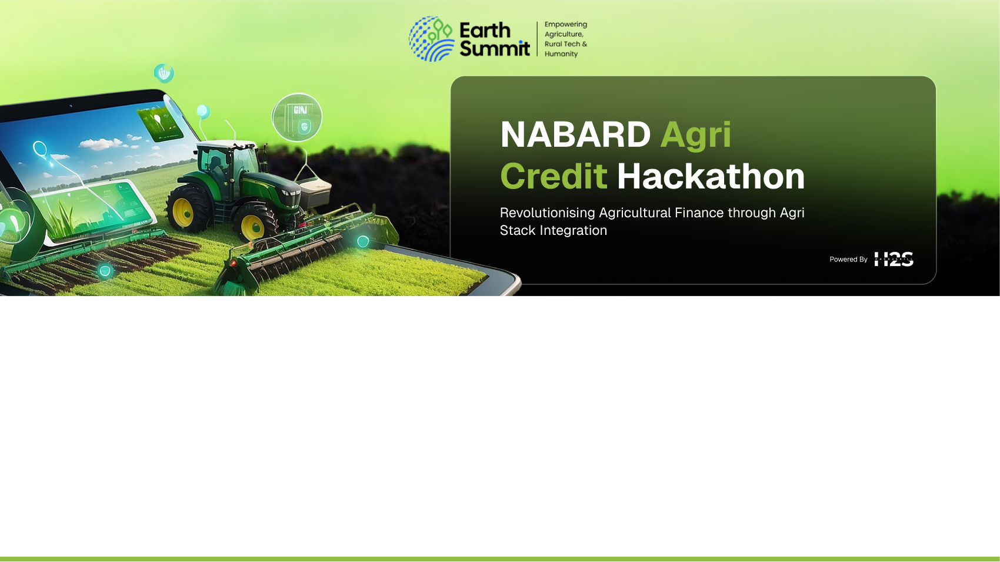 Earth
Summit
Empowering
Agriculture,
Rural Tech &
Humanity
NABARD Agri
Credit Hackathon
Revolutionising Agricultural Finance through Agri
Stack Integration
Powered By H2S
HACK2SKILL